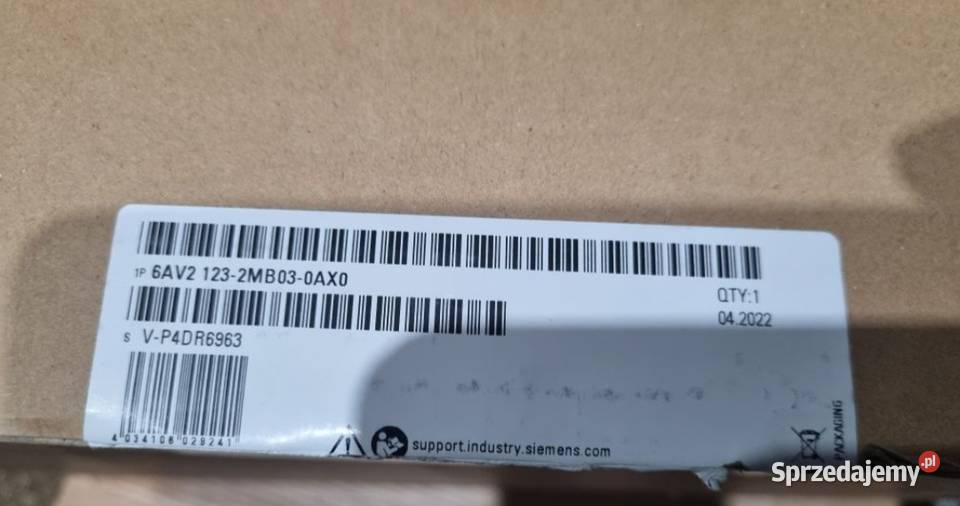 1P 6AV2 123-2MB03-0AX0
QTY:1
04.2022
S V-P4DR6963
4 034106 029241
support.industry.siemens.com
PACKAGING
Sprzedajemy.pl